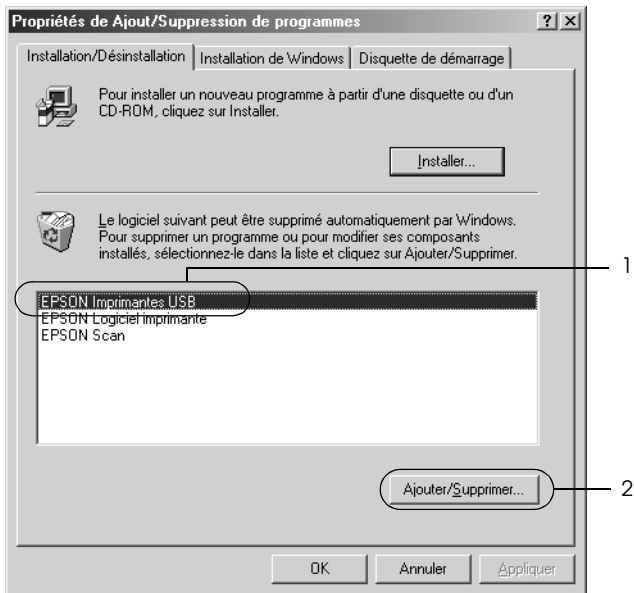 Propriétés de Ajout/Suppression de programmes
Installation/Désinstallation
Installation de Windows
Disquette de démarrage
Pour installer un nouveau programme à partir d'une disquette ou d'un
CD-ROM, cliquez sur Installer.
Installer...
Le logiciel suivant peut être supprimé automatiquement par Windows.
Pour supprimer un programme ou pour modifier ses composants
installés, sélectionnez-le dans la liste et cliquez sur Ajouter/Supprimer.
1
EPSON Imprimantes USB
EPSON Logiciel imprimante
EPSON Scan
Ajouter/Supprimer...
2
OK
Annuler
Appliquer